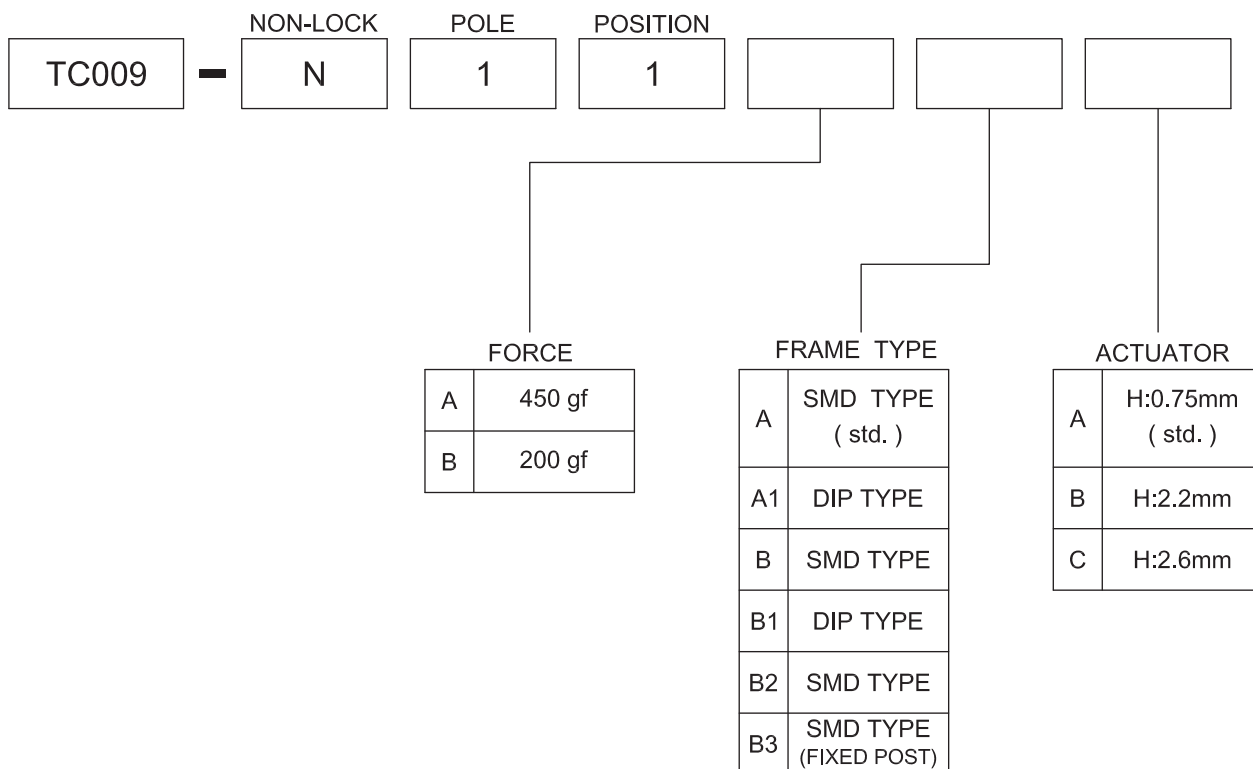 NON-LOCK POLE POSITION
TC009 - N 1 1
FORCE
A 450 gf
B 200 gf
FRAME TYPE
A SMD TYPE
( std. )
A1 DIP TYPE
B SMD TYPE
B1 DIP TYPE
B2 SMD TYPE
B3 SMD TYPE
(FIXED POST)
ACTUATOR
A H:0.75mm
( std. )
B H:2.2mm
C H:2.6mm